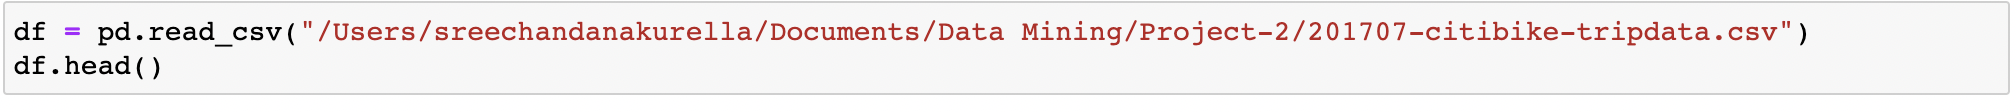 df = pd.read_csv("/Users/sreechandanakurella/Documents/Data Mining/Project-2/201707-citibike-tripdata.csv")
df.head()